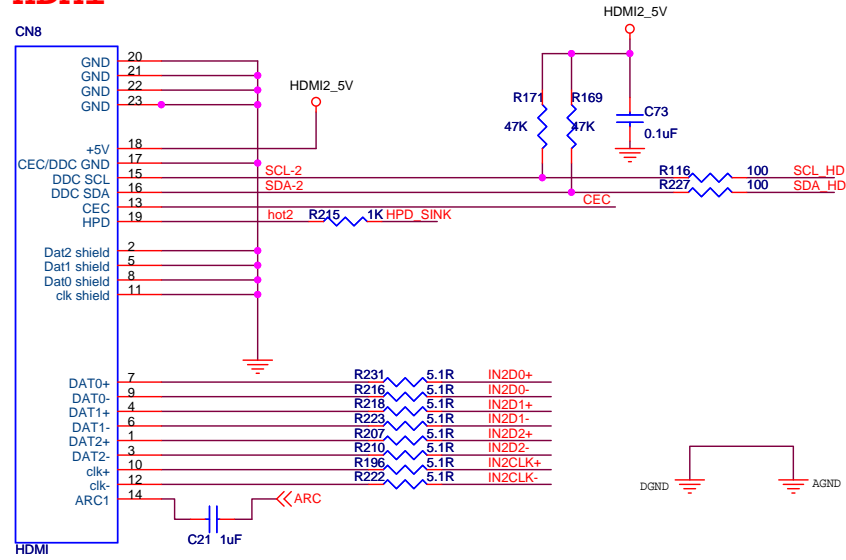 CN8
HDMI2_5V
GND 20
GND 21
GND 22
GND 23
HDMI2_5V
R171
47K
R169
47K
C73
0.1uF
+5V 18
CEC/DDC GND 17
DDC SCL 15 SCL-2 R116 100 SCL_HD
DDC SDA 16 SDA-2 R227 100 SDA_HD
CEC 13 CEC
HPD 19 hot2 R215 1K HPD_SINK
Dat2 shield 2
Dat1 shield 5
Dat0 shield 8
clk shield 11
DAT0+ 7 R231 5.1R IN2D0+
DAT0- 9 R216 5.1R IN2D0-
DAT1+ 4 R218 5.1R IN2D1+
DAT1- 6 R223 5.1R IN2D1-
DAT2+ 1 R207 5.1R IN2D2+
DAT2- 3 R210 5.1R IN2D2-
clk+ 10 R196 5.1R IN2CLK+
clk- 12 R222 5.1R IN2CLK-
ARC1 14 ARC
C21 1uF
DGND AGND
HDMI